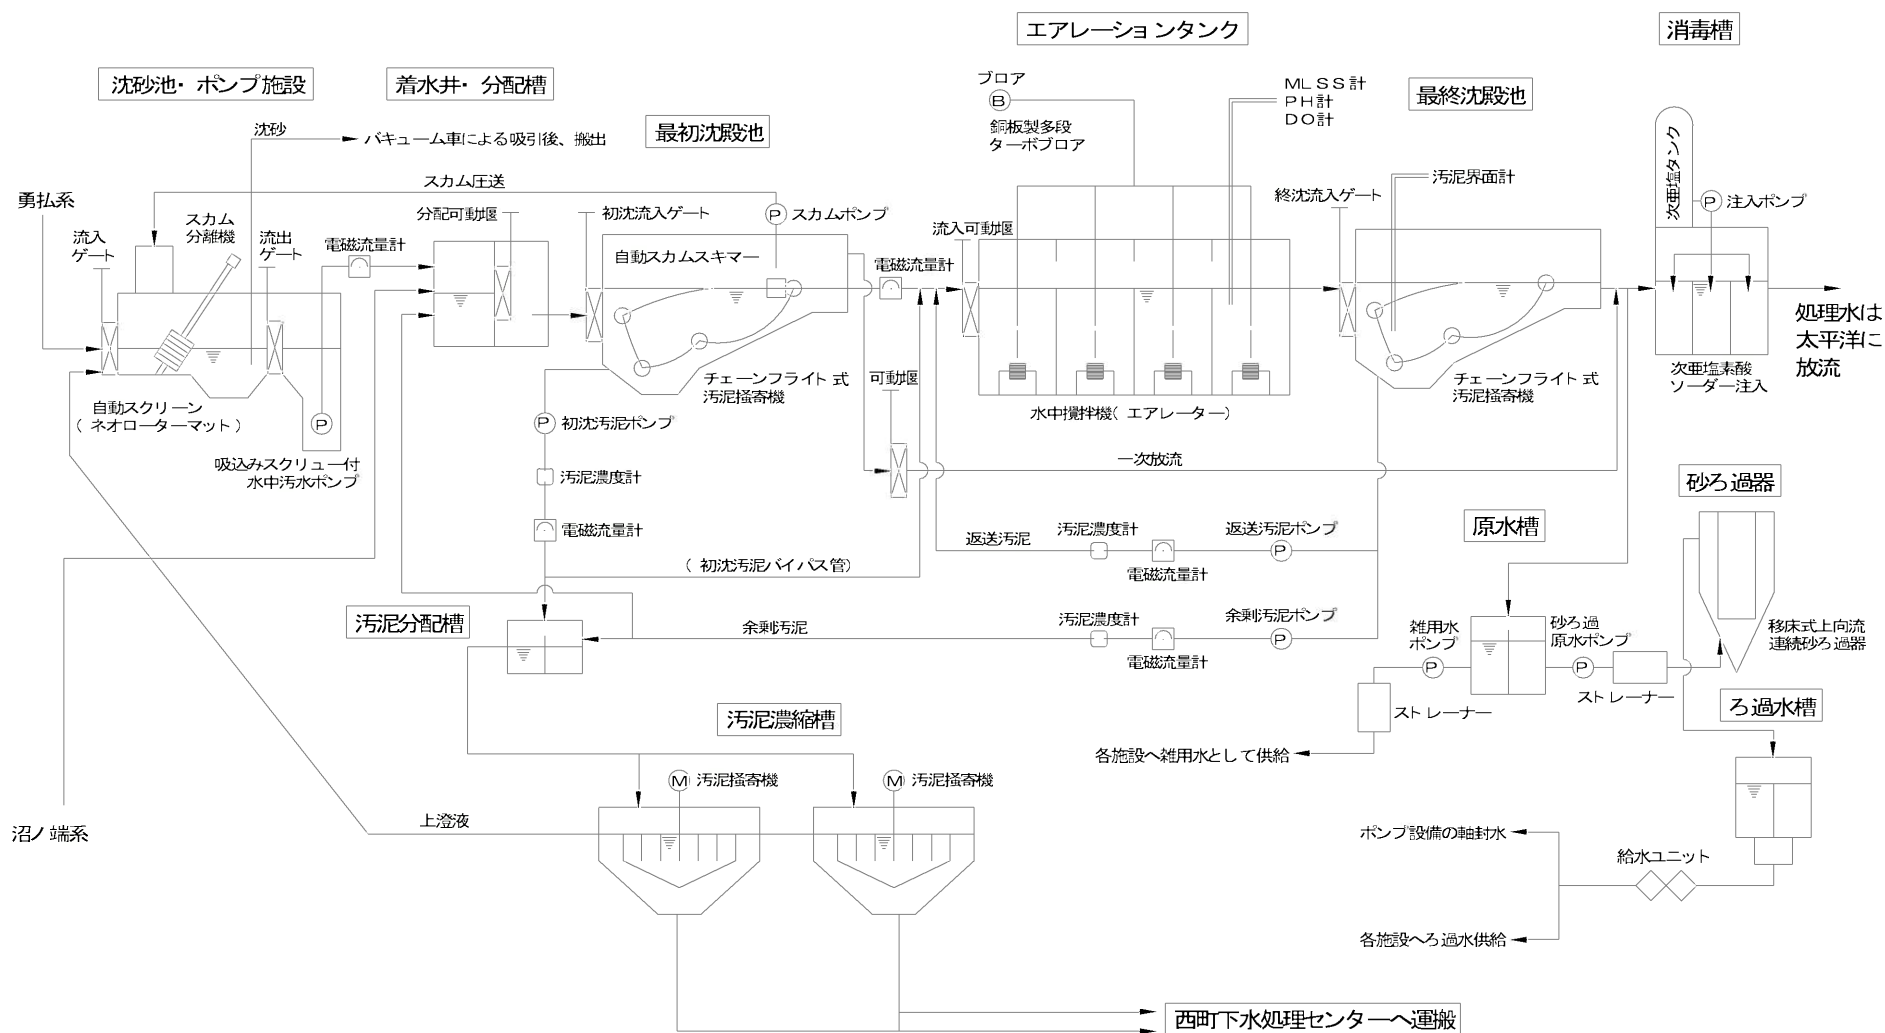 エアレーションタンク
消毒槽
沈砂池・ポンプ施設
着水井・分配槽
最初沈殿池
最終沈殿池
ブロア
B
銅板製多段
ターボブロア
MLSS計
PH計
DO計
沈砂
バキューム車による吸引後、搬出
スカム圧送
勇払系
流入
ゲート
スカム
分離機
流出
ゲート
電磁流量計
分配可動堰
初沈流入ゲート
P
スカムポンプ
自動スカムスキマー
電磁流量計
流入可動堰
終沈流入ゲート
汚泥界面計
次亜塩タンク
P
注入ポンプ
処理水は
太平洋に
放流
次亜塩素酸
ソーダー注入
自動スクリーン
(ネオローターマット)
P
吸込みスクリュー付
水中汚水ポンプ
チェーンフライト式
汚泥掻寄機
可動堰
水中攪拌機(エアレーター)
チェーンフライト式
汚泥掻寄機
P
初沈汚泥ポンプ
汚泥濃度計
電磁流量計
一次放流
砂ろ過器
原水槽
返送汚泥
汚泥濃度計
電磁流量計
返送汚泥ポンプ
P
(初沈汚泥バイパス管)
汚泥分配槽
余剰汚泥
汚泥濃度計
電磁流量計
余剰汚泥ポンプ
P
雑用水
ポンプ
P
砂ろ過
原水ポンプ
P
ストレーナー
移床式上向流
連続砂ろ過器
ストレーナー
ろ過水槽
各施設へ雑用水として供給
汚泥濃縮槽
M
汚泥掻寄機
M
汚泥掻寄機
沼ノ端系
上澄液
ポンプ設備の軸封水
給水ユニット
各施設へろ過水供給
西町下水処理センターへ運搬